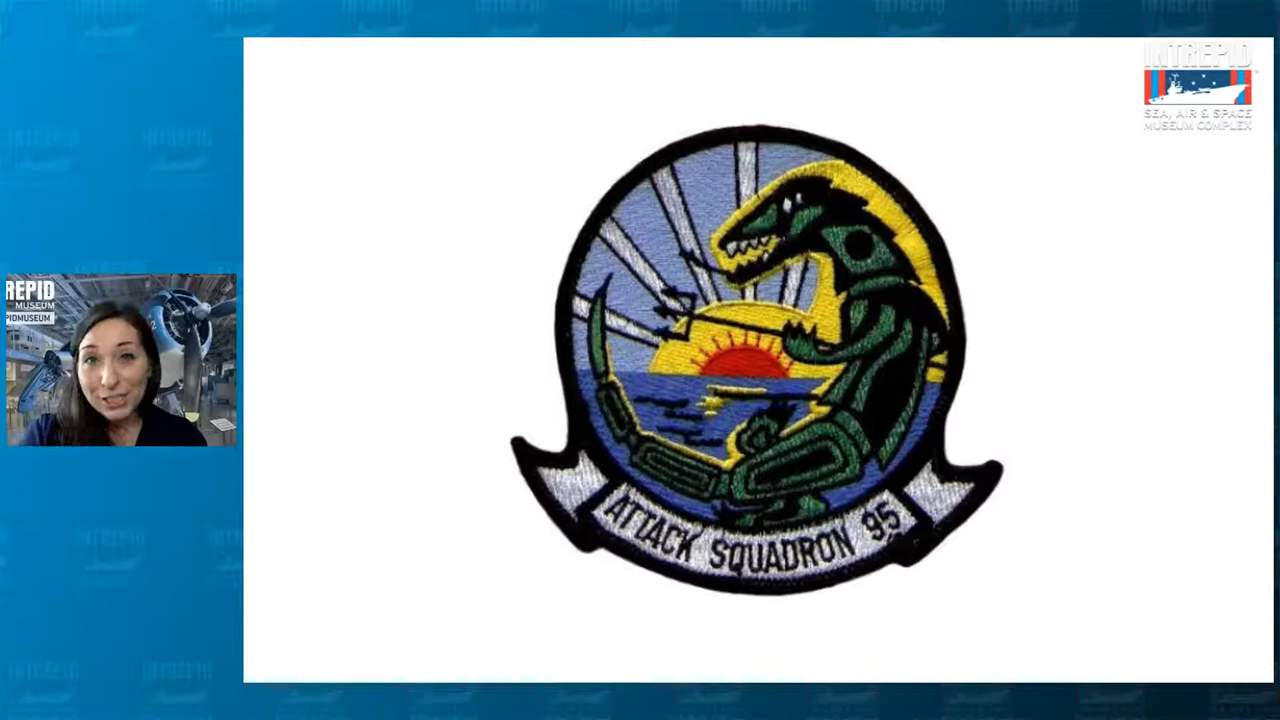 INTREPID
SEA, AIR & SPACE
MUSEUM COMPLEX
REPID
MUSEUM
PIDMUSEUM
ATTACK SQUADRON 95